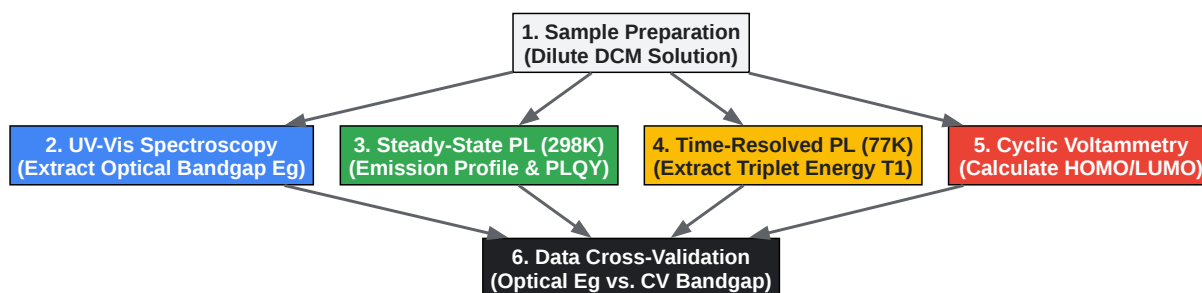 1. Sample Preparation
(Dilute DCM Solution)
2. UV-Vis Spectroscopy
(Extract Optical Bandgap Eg)
3. Steady-State PL (298K)
(Emission Profile & PLQY)
4. Time-Resolved PL (77K)
(Extract Triplet Energy T1)
5. Cyclic Voltammetry
(Calculate HOMO/LUMO)
6. Data Cross-Validation
(Optical Eg vs. CV Bandgap)